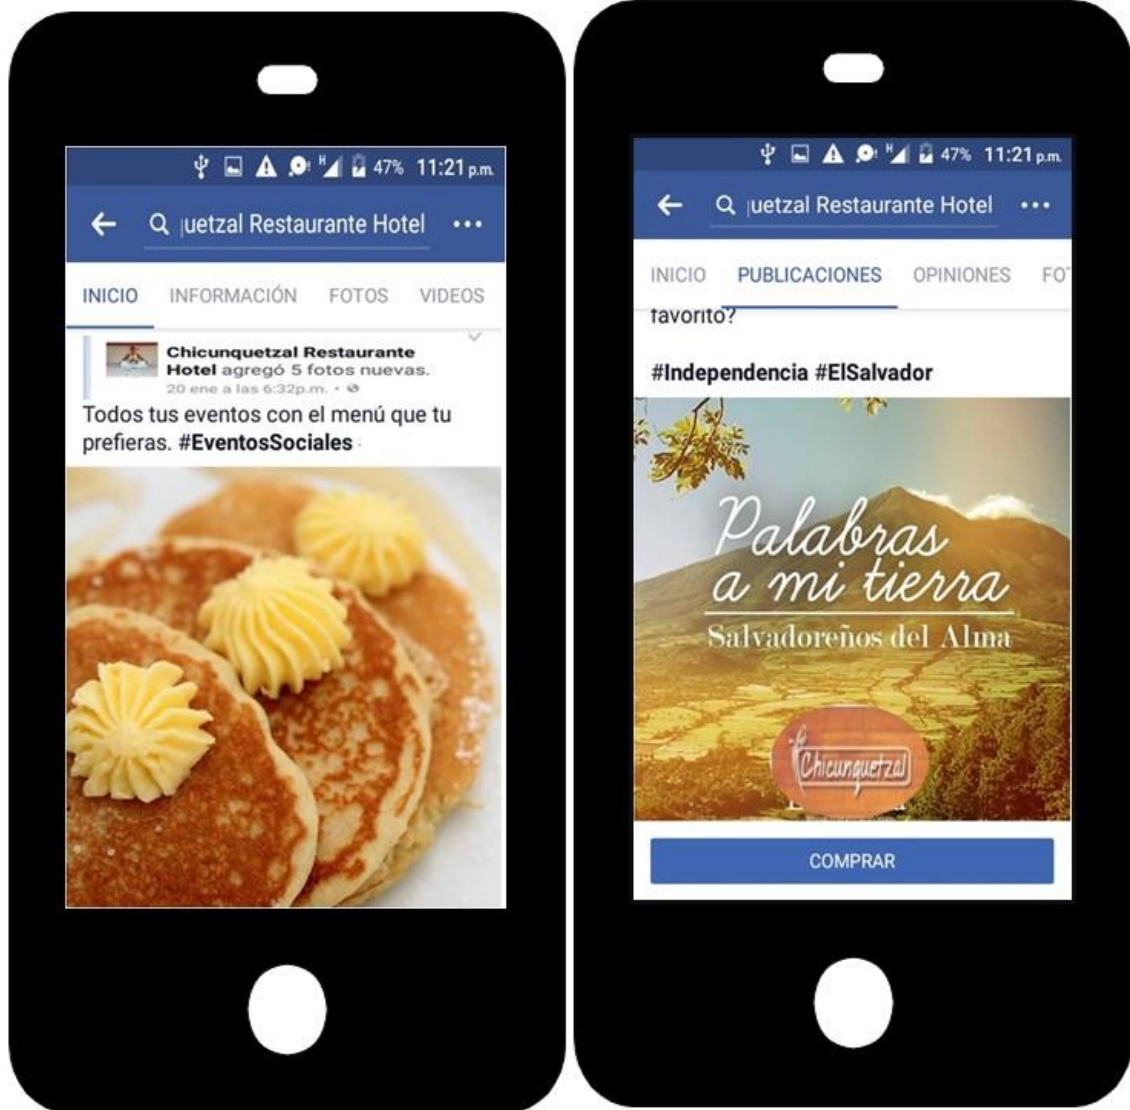 47% 11:21 p.m.
uetzal Restaurante Hotel
INICIO INFORMACIÓN FOTOS VIDEOS
Chicunquetzal Restaurante
Hotel agregó 5 fotos nuevas.
20 ene a las 6:32p.m.
Todos tus eventos con el menú que tu
prefieras. #EventosSociales
H 47% 11:21 p.m.
uetzal Restaurante Hotel
INICIO PUBLICACIONES OPINIONES FOT
favorito?
#Independencia #ElSalvador
Palabras
a mi tierra
Salvadoreños del Alma
Chicunquetzal
COMPRAR